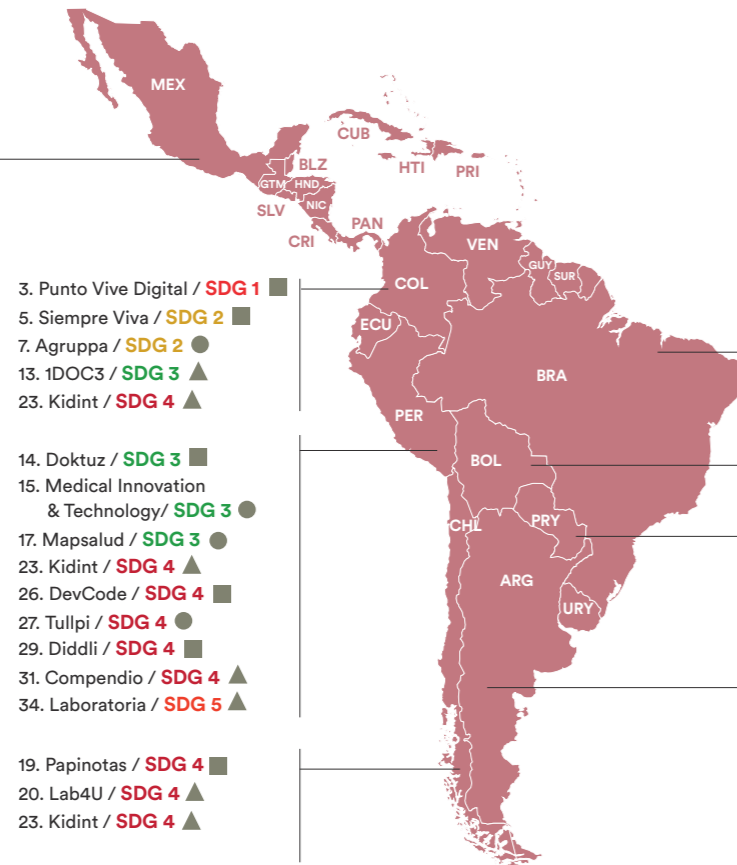 MEX
CUB
BLZ
HTI
PRI
GTM
HND
SLV
NIC
CRI
PAN
VEN
GUY
SUR
COL
ECU
BRA
PER
BOL
CHL
PRY
ARG
URY
3. Punto Vive Digital / SDG 1
5. Siempre Viva / SDG 2
7. Agruppa / SDG 2
13. 1DOC3 / SDG 3
23. Kidint / SDG 4
14. Doktuz / SDG 3
15. Medical Innovation
& Technology/ SDG 3
17. Mapsalud / SDG 3
23. Kidint / SDG 4
26. DevCode / SDG 4
27. Tullpi / SDG 4
29. Diddli / SDG 4
31. Compendio / SDG 4
34. Laboratoria / SDG 5
19. Papinotas / SDG 4
20. Lab4U / SDG 4
23. Kidint / SDG 4